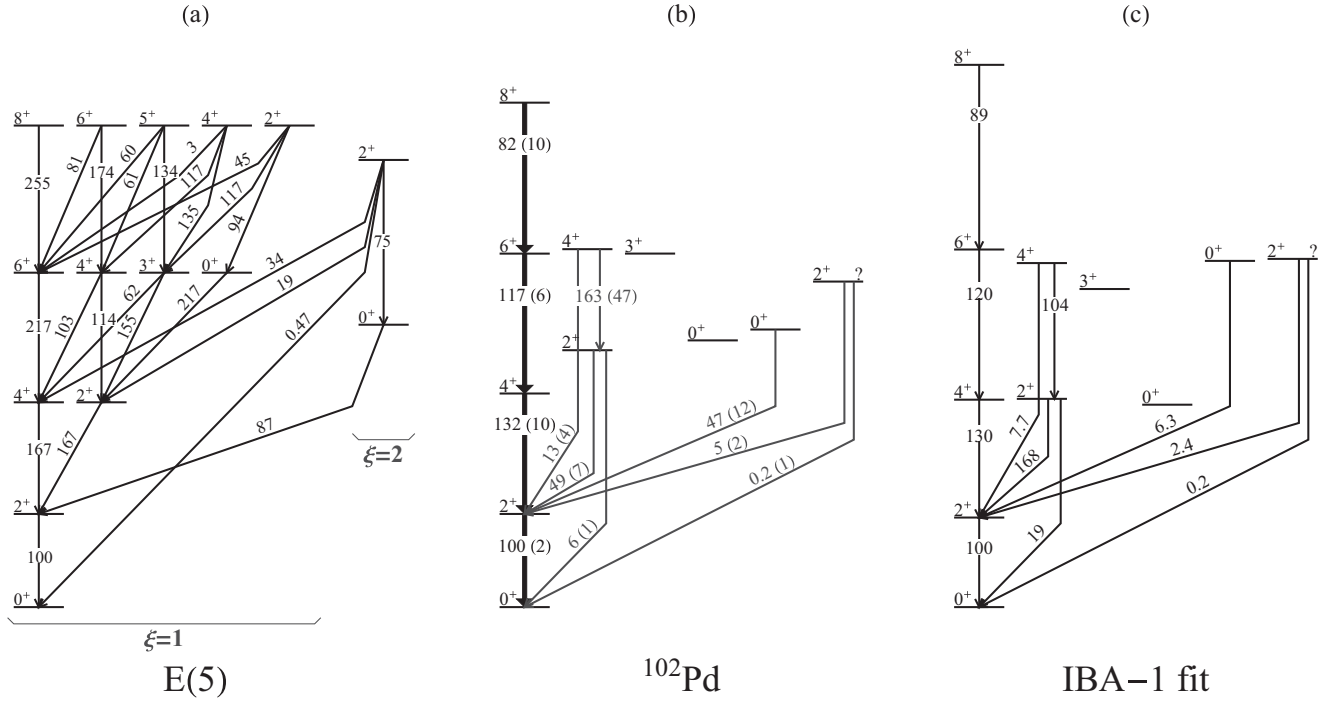 (a)
(b)
(c)
8⁺ 6⁺ 5⁺ 4⁺ 2⁺
2⁺
255 81 174 60 61 134 3 117 135 45 117 94
75
6⁺ 4⁺ 3⁺ 0⁺
0⁺
217 103 114 62 155 217 34 19 0.47
4⁺ 2⁺
167 167 87
ξ=2
2⁺
100
0⁺
ξ=1
E(5)
8⁺
82 (10)
6⁺ 4⁺ 3⁺
2⁺ ?
117 (6) 163 (47)
2⁺ 0⁺ 0⁺
4⁺
132 (10) 13 (4) 49 (7) 47 (12) 5 (2) 0.2 (1)
2⁺
100 (2) 6 (1)
0⁺
¹⁰²Pd
8⁺
89
6⁺ 4⁺ 3⁺ 0⁺ 2⁺ ?
120 104
4⁺ 2⁺ 0⁺
130 7.7 168 6.3 2.4 0.2
2⁺
100 19
0⁺
IBA−1 fit